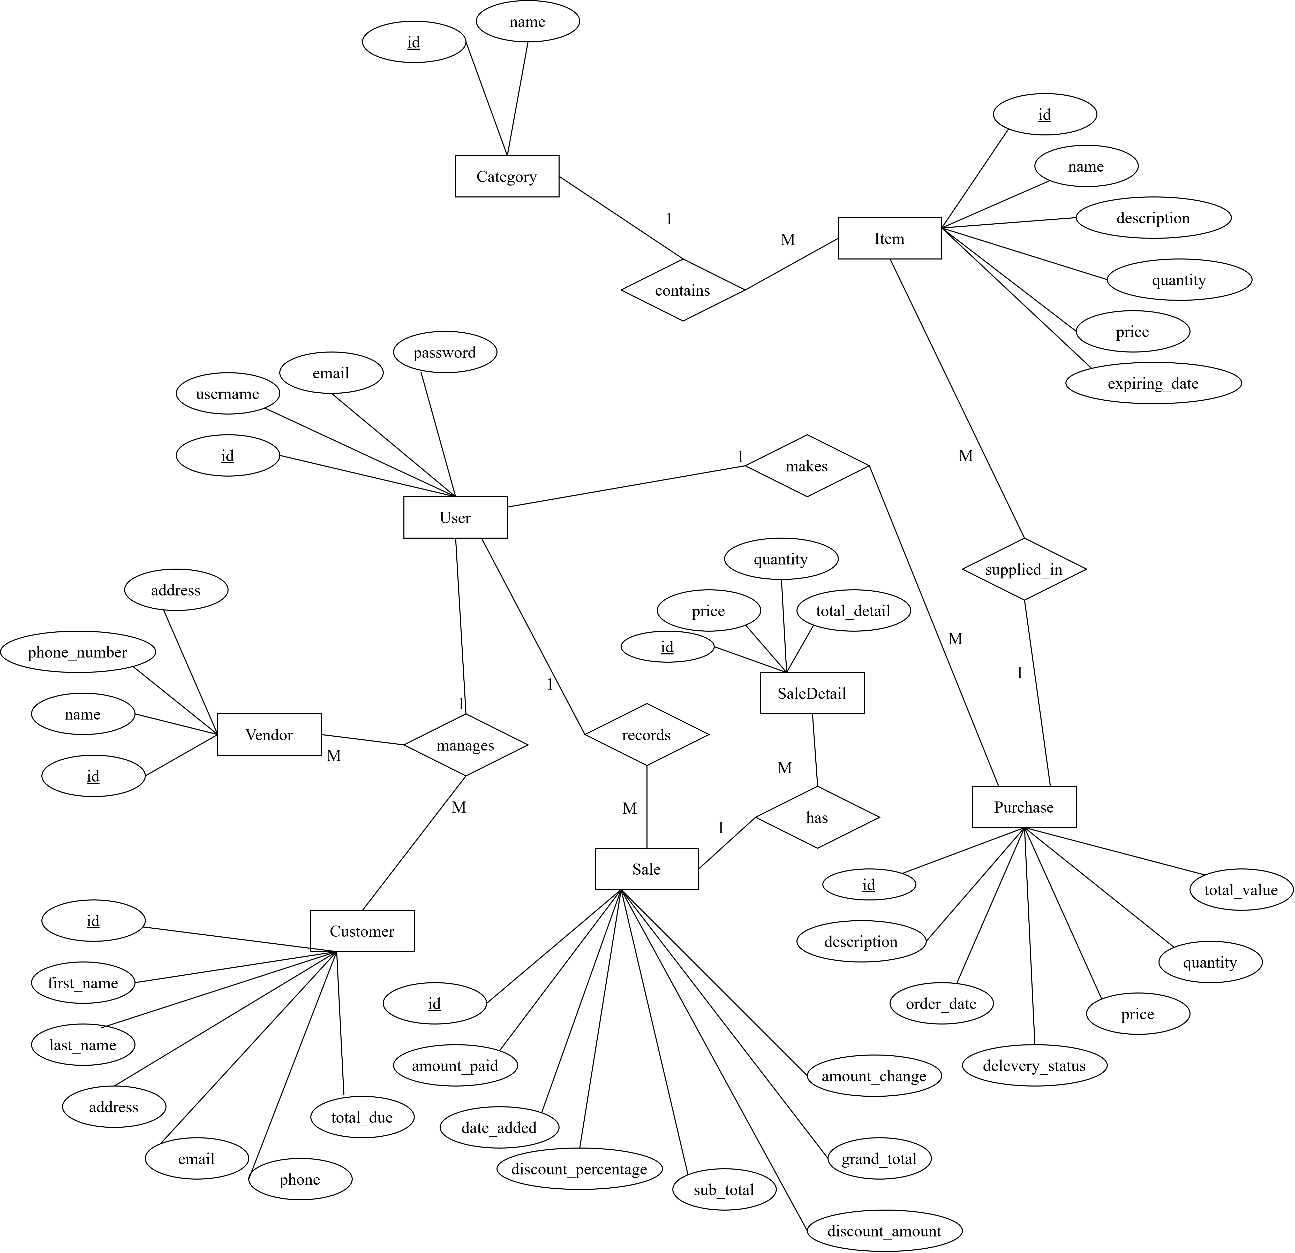 name
id
id
name
Category
description
1
Item
M
quantity
contains
price
password
email
expiring_date
username
id
1
M
makes
User
quantity
supplied_in
address
price
total_detail
M
phone_number
id
1
1
SaleDetail
name
1
Vendor
records
manages
M
M
id
M
M
Purchase
has
1
Sale
id
total_value
id
Customer
description
quantity
first_name
id
order_date
price
last_name
amount_paid
delevery_status
amount_change
address
total_due
date_added
email
grand_total
discount_percentage
phone
sub_total
discount_amount